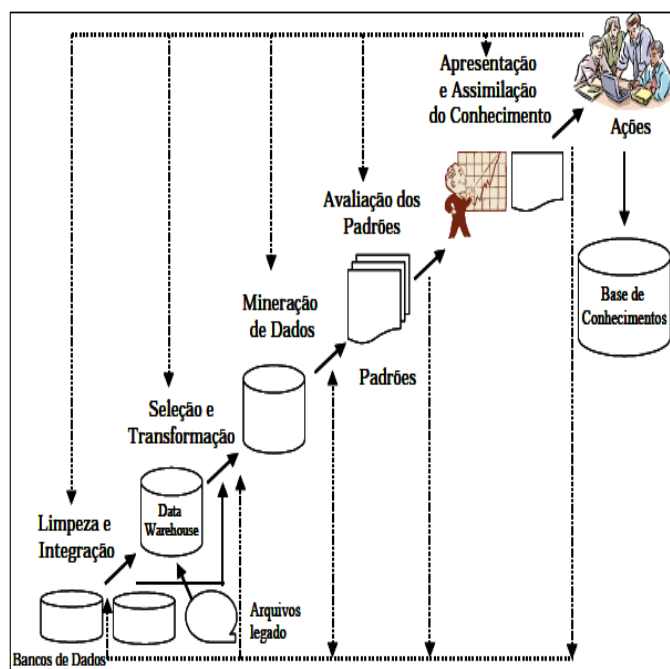 Apresentação
e Assimilação
do Conhecimento
Ações
Avaliação dos
Padrões
Base de
Conhecimentos
Mineração
de Dados
Padrões
Seleção e
Transformação
Data
Warehouse
Limpeza e
Integração
Arquivos
legado
Bancos de Dados